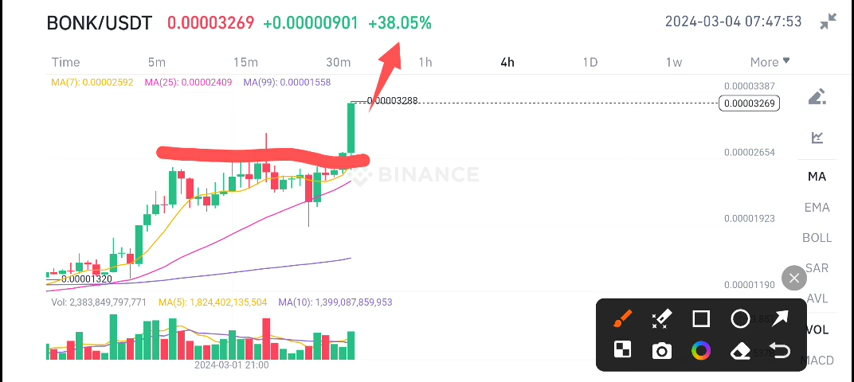 BONK/USDT 0.00003269 +0.00000901 +38.05% 2024-03-04 07:47:53
Time 5m 15m 30m 1h 4h 1D 1w More
MA(7): 0.00002592 MA(25): 0.00002409 MA(99): 0.00001558
0.00003387
0.00003288
0.00003269
0.00002654
BINANCE
0.00001923
0.00001320
0.00001190
MA
EMA
BOLL
SAR
AVL
VOL
MACD
Vol: 2,383,849,797,771 MA(5): 1,824,402,135,504 MA(10): 1,399,087,859,953
2024-03-01 21:00